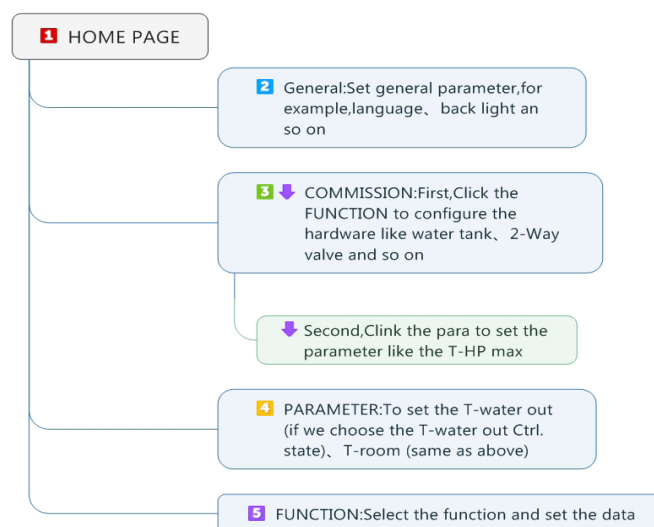 1 HOME PAGE
2 General:Set general parameter,for
example,language、back light an
so on
3 COMMISSION:First,Click the
FUNCTION to configure the
hardware like water tank、2-Way
valve and so on
Second,Clink the para to set the
parameter like the T-HP max
4 PARAMETER:To set the T-water out
(if we choose the T-water out Ctrl.
state)、T-room (same as above)
5 FUNCTION:Select the function and set the data